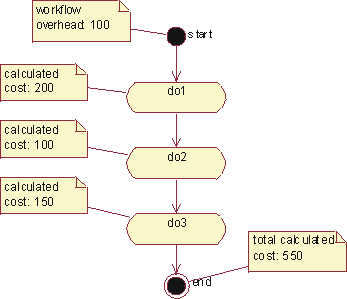 workflow
overhead: 100
start
calculated
cost: 200
do1
calculated
cost: 100
do2
calculated
cost: 150
do3
total calculated
cost: 550
end